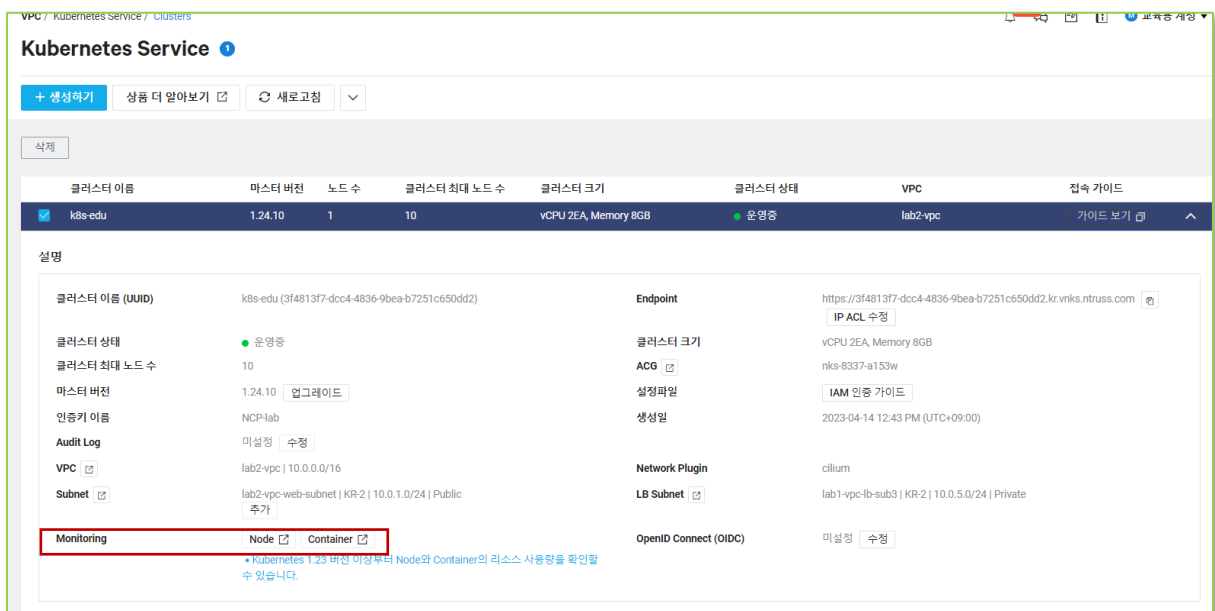 VPC / Kubernetes Service / Clusters
M 교육용 계정
Kubernetes Service 1
+ 생성하기 상품 더 알아보기 새로고침
삭제
클러스터 이름 마스터 버전 노드 수 클러스터 최대 노드 수 클러스터 크기 클러스터 상태 VPC 접속 가이드
k8s-edu 1.24.10 1 10 vCPU 2EA, Memory 8GB 운영중 lab2-vpc 가이드 보기
설명
클러스터 이름 (UUID) k8s-edu (3f4813f7-dcc4-4836-9bea-b7251c650dd2) Endpoint https://3f4813f7-dcc4-4836-9bea-b7251c650dd2.kr.vnks.ntruss.com
IP ACL 수정
클러스터 상태 운영중 클러스터 크기 vCPU 2EA, Memory 8GB
클러스터 최대 노드 수 10 ACG nks-8337-a153w
마스터 버전 1.24.10 업그레이드 설정파일 IAM 인증 가이드
인증키 이름 NCP-lab 생성일 2023-04-14 12:43 PM (UTC+09:00)
Audit Log 미설정 수정
VPC lab2-vpc | 10.0.0.0/16 Network Plugin cilium
Subnet lab2-vpc-web-subnet | KR-2 | 10.0.1.0/24 | Public LB Subnet lab1-vpc-lb-sub3 | KR-2 | 10.0.5.0/24 | Private
추가
Monitoring Node Container OpenID Connect (OIDC) 미설정 수정
• Kubernetes 1.23 버전 이상부터 Node와 Container의 리소스 사용량을 확인할
수 있습니다.